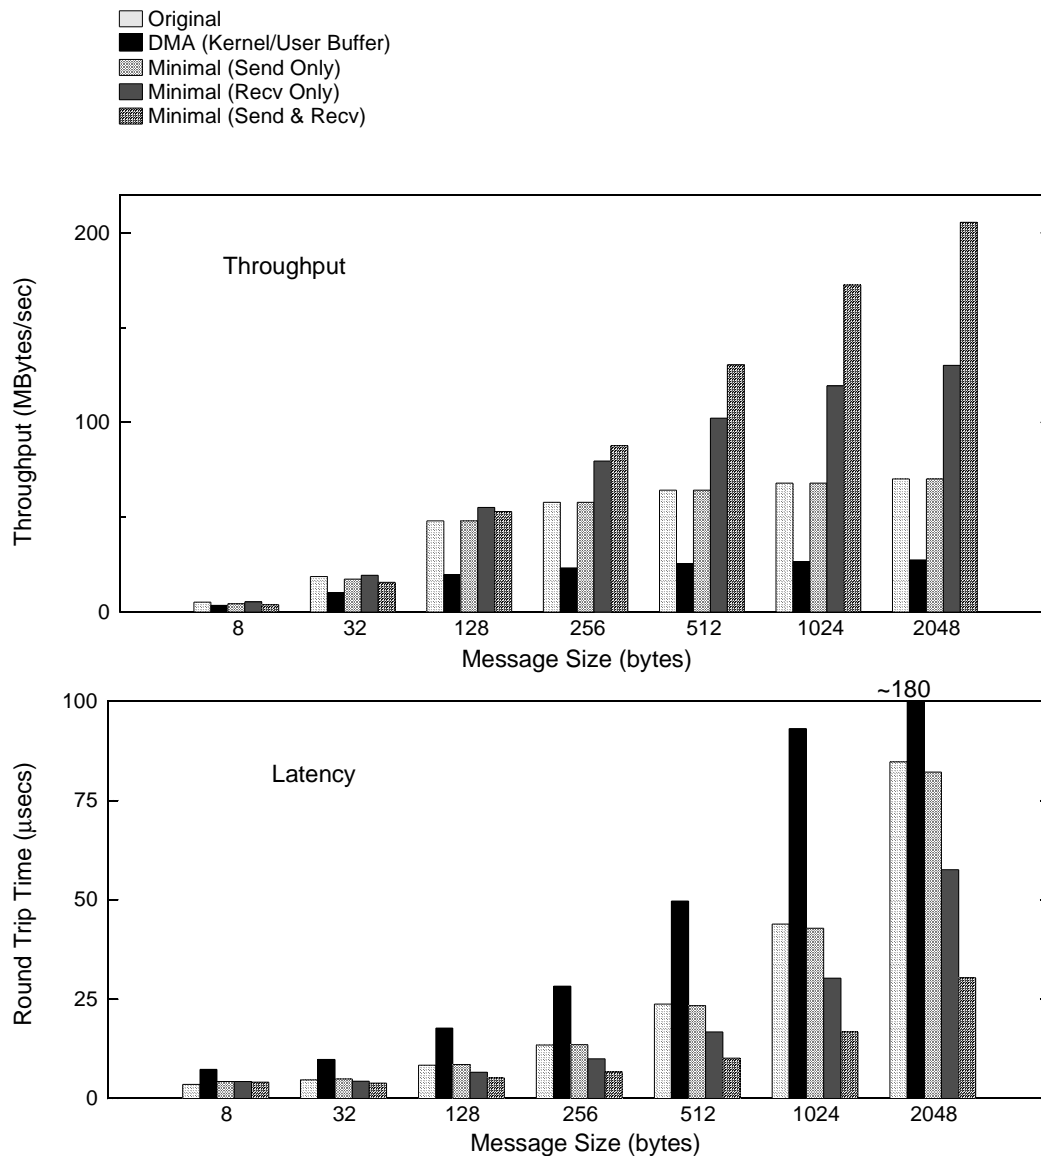 Original
DMA (Kernel/User Buffer)
Minimal (Send Only)
Minimal (Recv Only)
Minimal (Send & Recv)
Throughput (MBytes/sec)
200
100
0
Throughput
8 32 128 256 512 1024 2048
Message Size (bytes)
Round Trip Time (μsecs)
100
75
50
25
0
~180
Latency
8 32 128 256 512 1024 2048
Message Size (bytes)